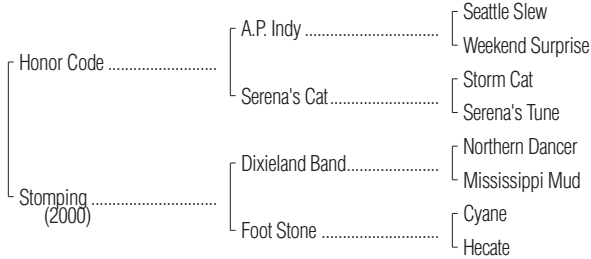 Seattle Slew
A.P. Indy ..............................
Weekend Surprise
Honor Code ........................
Storm Cat
Serena's Cat........................
Serena's Tune
Northern Dancer
Dixieland Band....................
Mississippi Mud
Stomping ............................
(2000)
Cyane
Foot Stone ..........................
Hecate